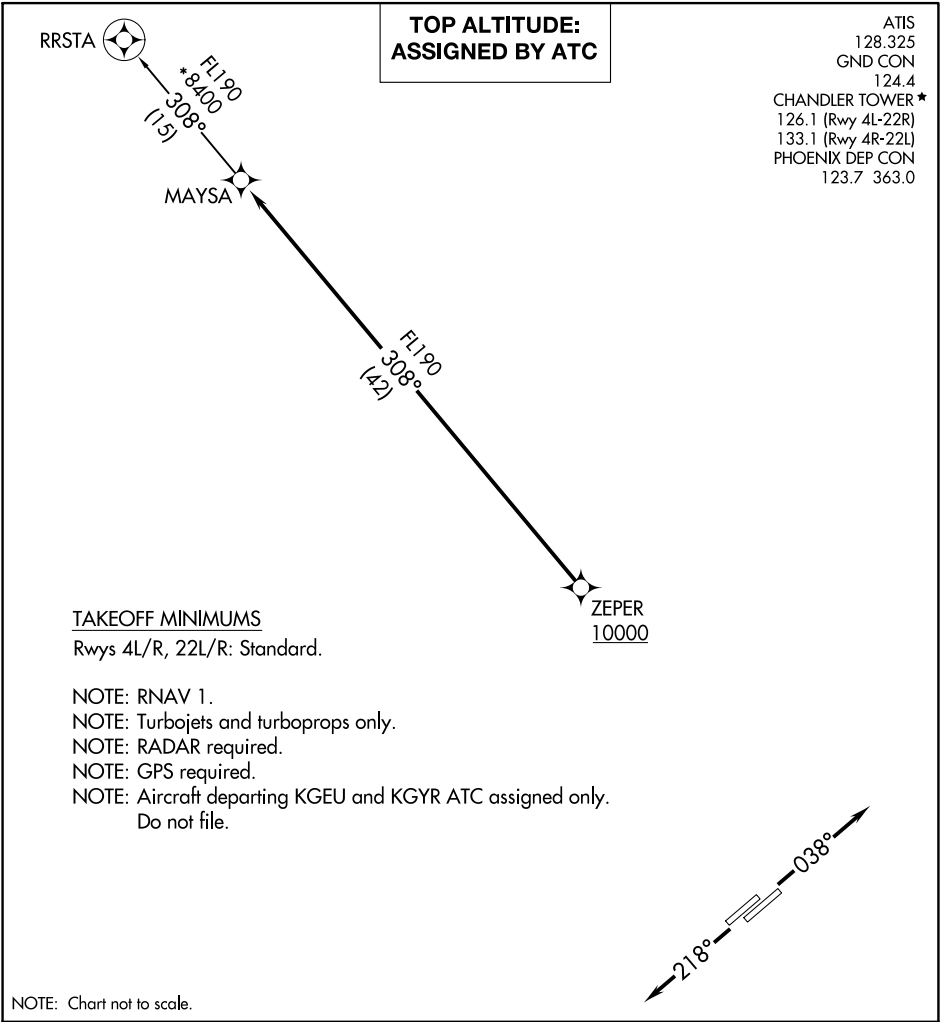 TOP ALTITUDE:
ASSIGNED BY ATC
ATIS
128.325
GND CON
124.4
CHANDLER TOWER ★
126.1 (Rwy 4L-22R)
133.1 (Rwy 4R-22L)
PHOENIX DEP CON
123.7 363.0
RRSTA
FL190
*8400
308°
(15)
MAYSA
FL190
308°
(42)
ZEPER
10000
TAKEOFF MINIMUMS
Rwys 4L/R, 22L/R: Standard.
NOTE: RNAV 1.
NOTE: Turbojets and turboprops only.
NOTE: RADAR required.
NOTE: GPS required.
NOTE: Aircraft departing KGEU and KGYR ATC assigned only.
Do not file.
038°
218°
NOTE: Chart not to scale.